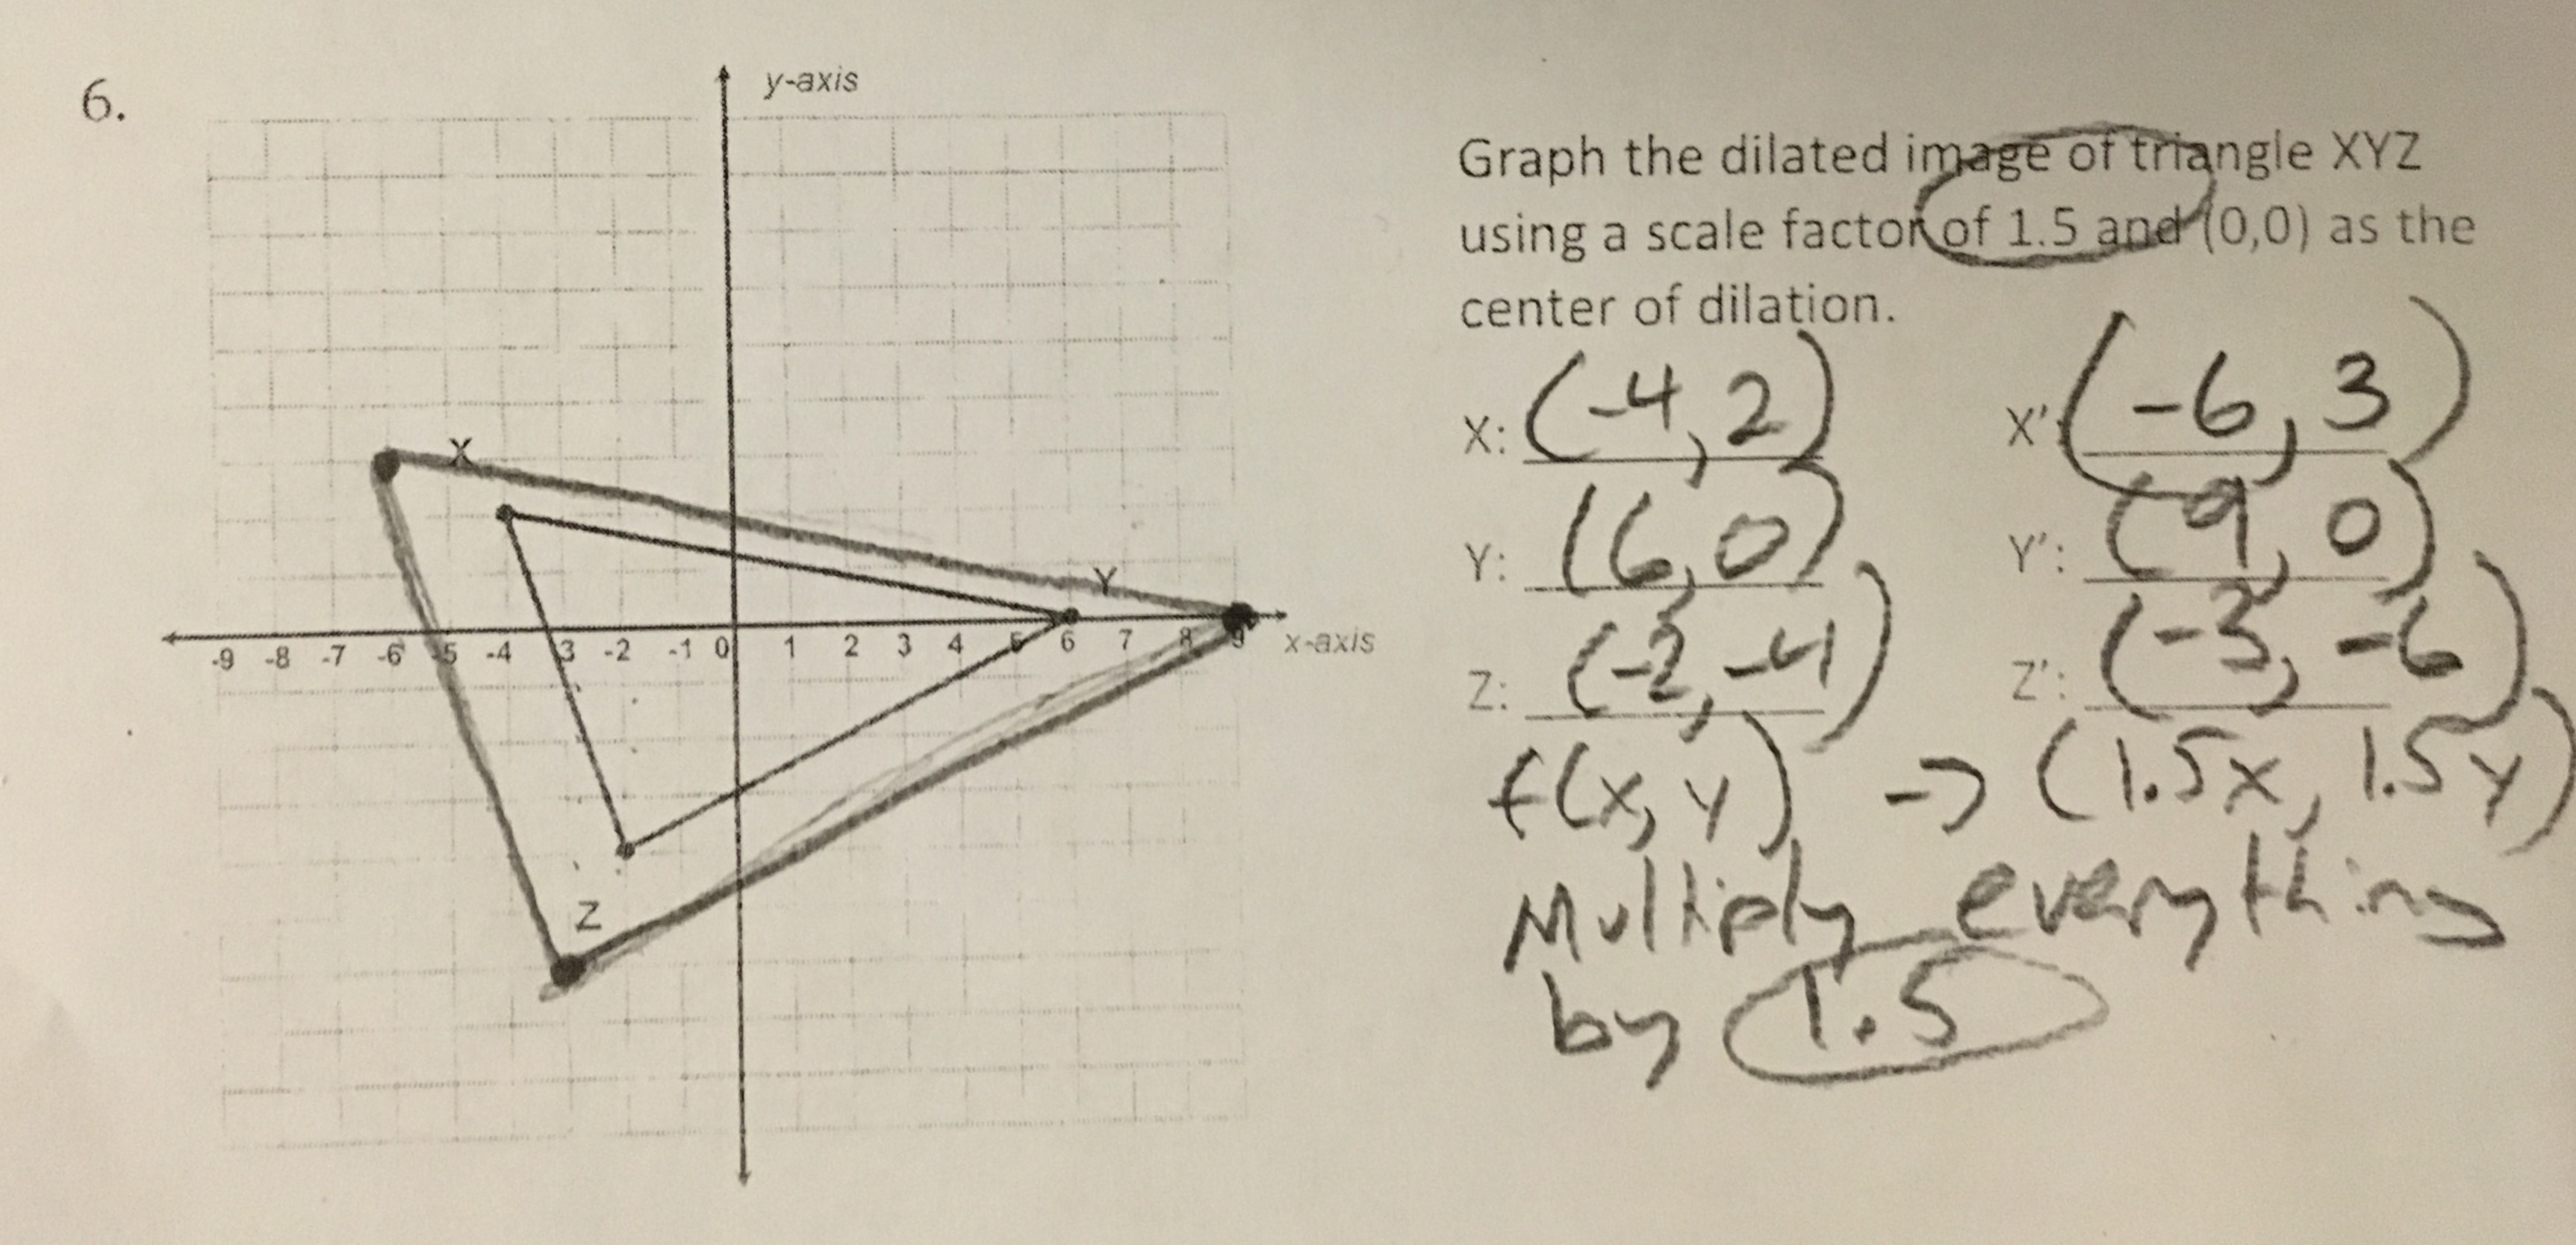 6.
y-axis
Graph the dilated image of triangle XYZ
using a scale factor of 1.5 and (0,0) as the
center of dilation.
X: (-4, 2) X': (-6, 3)
Y: (6, 0) Y': (9, 0)
Z: (-2, -4) Z': (-3, -6)
f(x, y) -> (1.5x, 1.5y)
Multiply everything
by 1.5
X
Y
-9 -8 -7 -6 -5 -4 -3 -2 -1 0 1 2 3 4 5 6 7 8 9 x-axis
Z